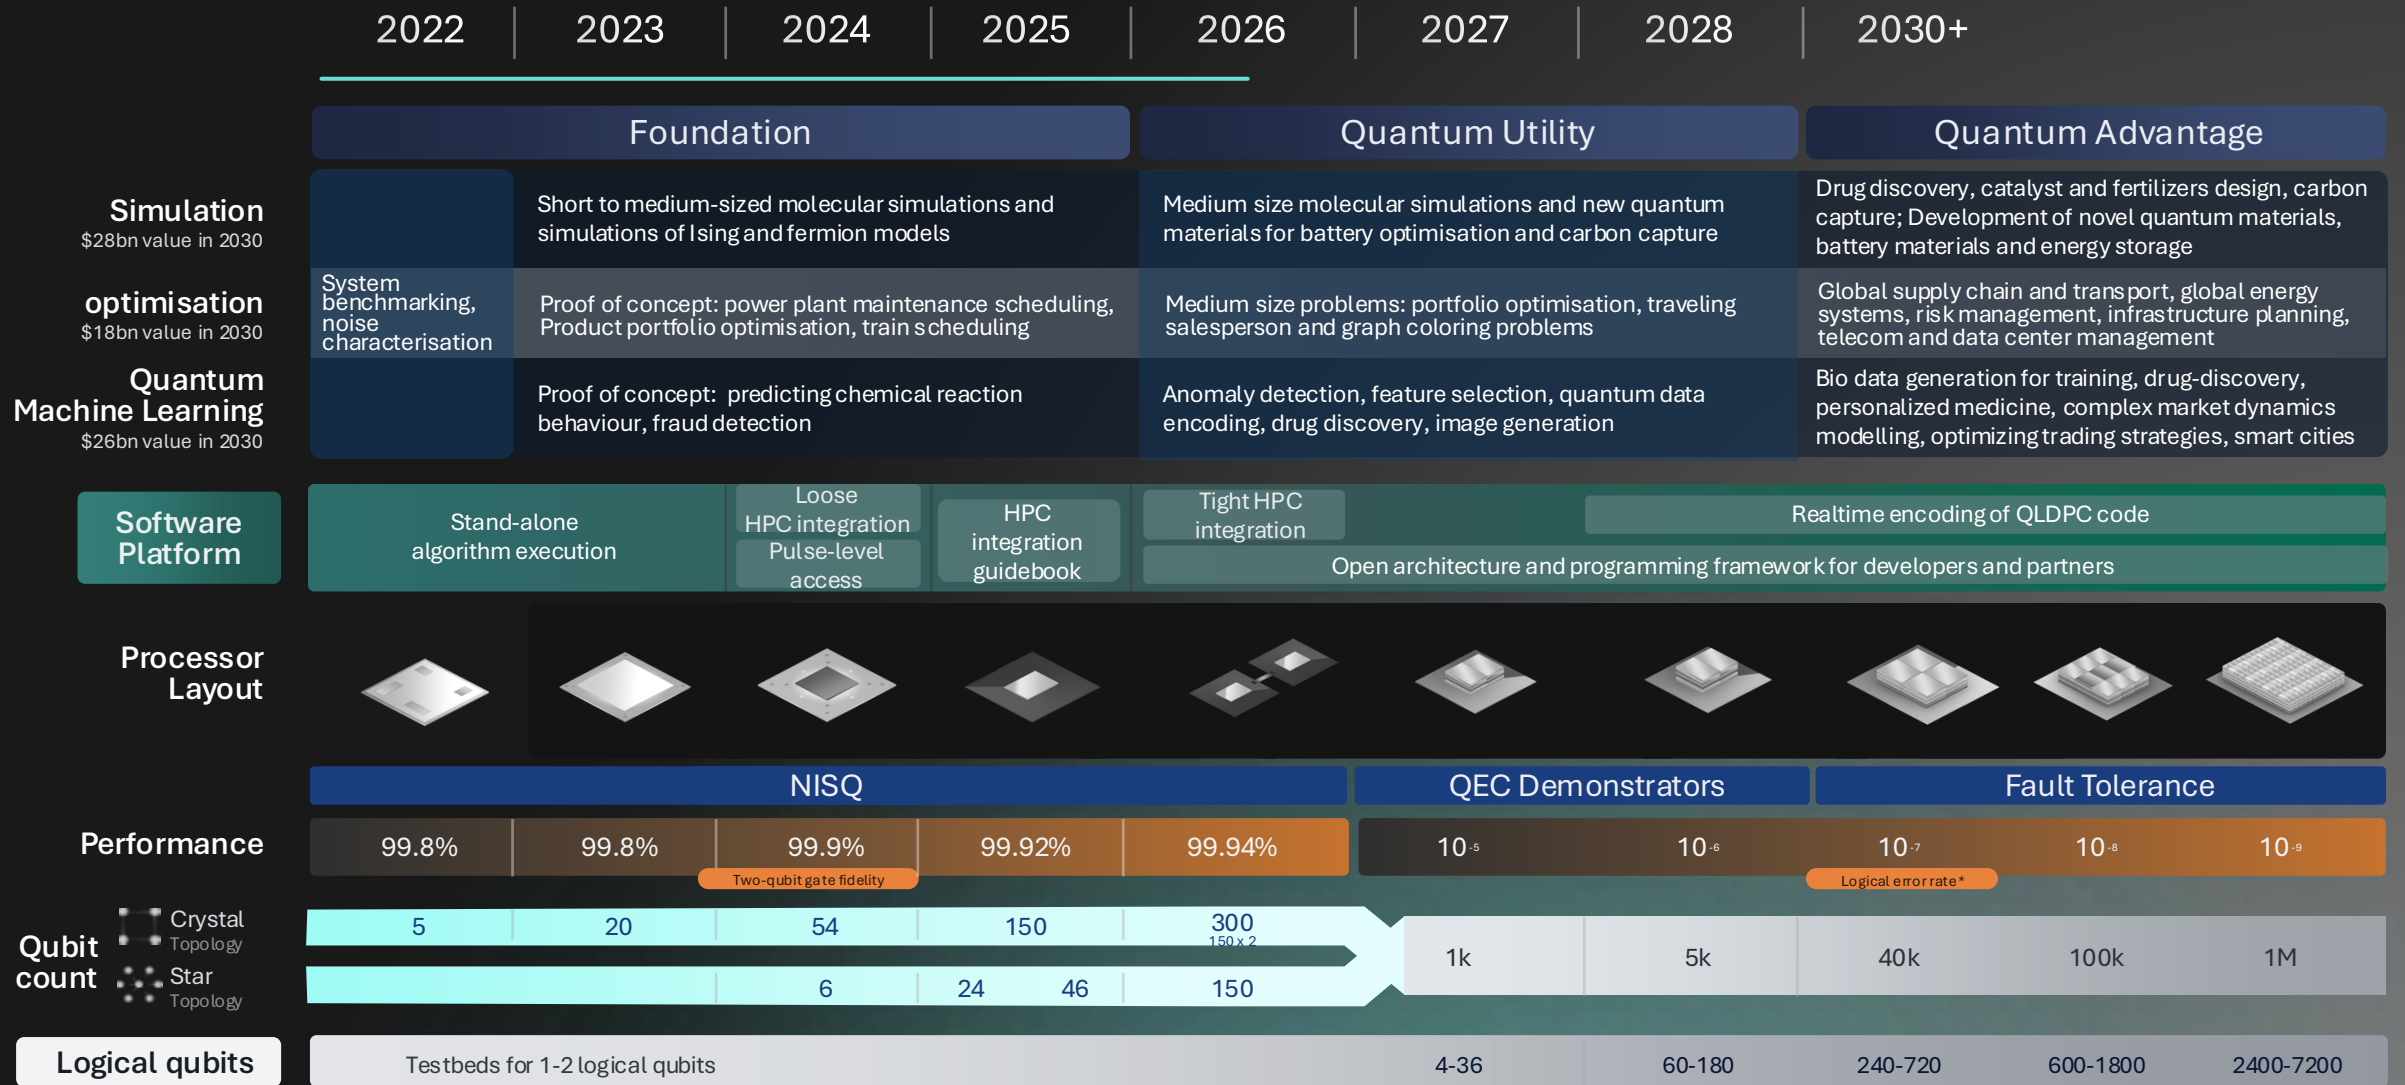 2022
2023
2024
2025
2026
2027
2028
2030+
Foundation
Quantum Utility
Quantum Advantage
Simulation
$28bn value in 2030
Short to medium-sized molecular simulations and
simulations of Ising and fermion models
Medium size molecular simulations and new quantum
materials for battery optimisation and carbon capture
Drug discovery, catalyst and fertilizers design, carbon
capture; Development of novel quantum materials,
battery materials and energy storage
optimisation
$18bn value in 2030
System
benchmarking,
noise
characterisation
Proof of concept: power plant maintenance scheduling,
Product portfolio optimisation, train scheduling
Medium size problems: portfolio optimisation, traveling
salesperson and graph coloring problems
Global supply chain and transport, global energy
systems, risk management, infrastructure planning,
telecom and data center management
Quantum
Machine Learning
$26bn value in 2030
Proof of concept: predicting chemical reaction
behaviour, fraud detection
Anomaly detection, feature selection, quantum data
encoding, drug discovery, image generation
Bio data generation for training, drug-discovery,
personalized medicine, complex market dynamics
modelling, optimizing trading strategies, smart cities
Software
Platform
Stand-alone
algorithm execution
Loose
HPC integration
Pulse-level
access
HPC
integration
guidebook
Tight HPC
integration
Realtime encoding of QLDPC code
Open architecture and programming framework for developers and partners
Processor
Layout
NISQ
QEC Demonstrators
Fault Tolerance
Performance
99.8%
99.8%
99.9%
99.92%
99.94%
10-5
10-6
10-7
10-8
10-9
Two-qubit gate fidelity
Logical error rate*
Qubit
count
Crystal
Topology
5
20
54
150
300
150 x 2
Star
Topology
6
24
46
150
1k
5k
40k
100k
1M
Logical qubits
Testbeds for 1-2 logical qubits
4-36
60-180
240-720
600-1800
2400-7200